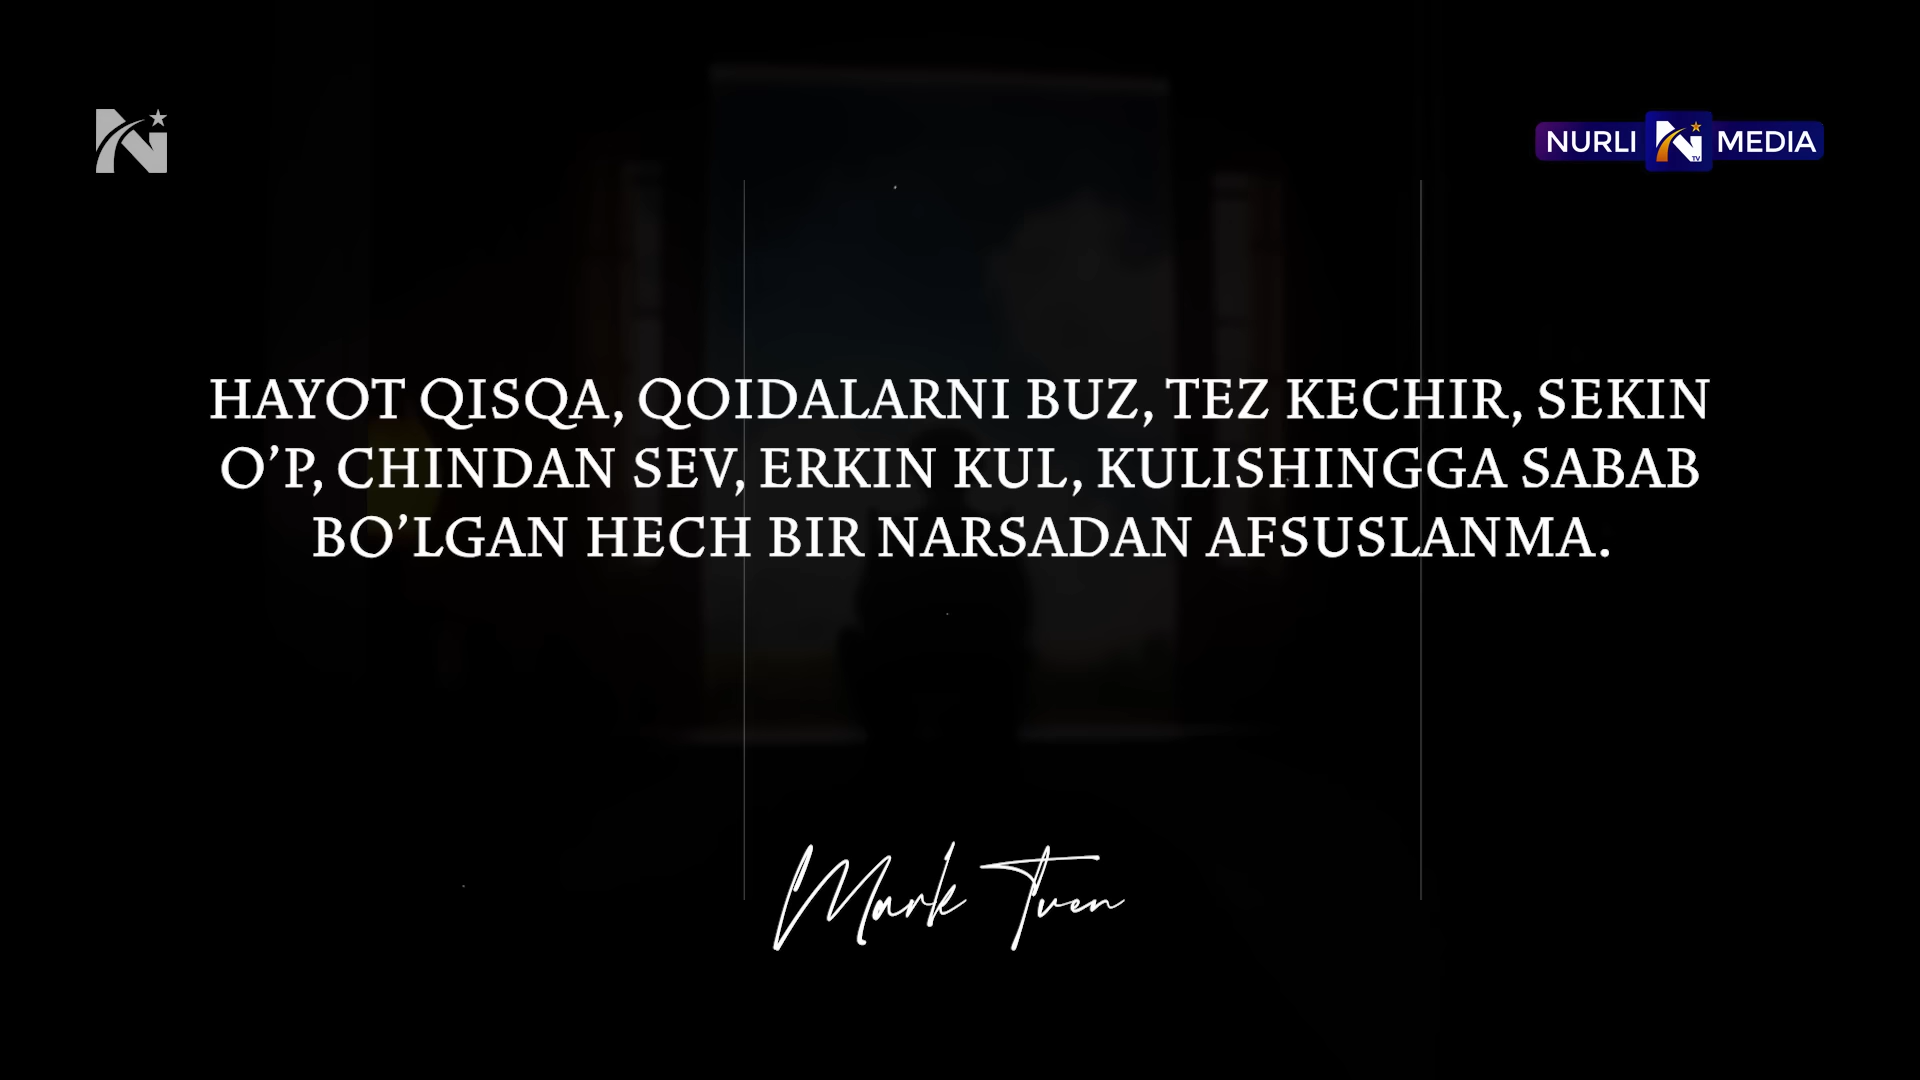 NURLI N TV MEDIA
HAYOT QISQA, QOIDALARNI BUZ, TEZ KECHIR, SEKIN
O’P, CHINDAN SEV, ERKIN KUL, KULISHINGGA SABAB
BO’LGAN HECH BIR NARSADAN AFSUSLANMA.
Mark Tven